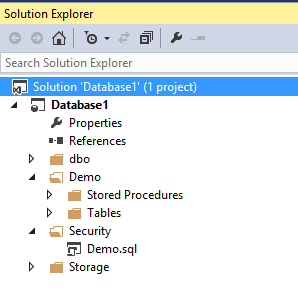 Solution Explorer
Search Solution Explorer
Solution 'Database1' (1 project)
Database1
Properties
References
dbo
Demo
Stored Procedures
Tables
Security
Demo.sql
Storage